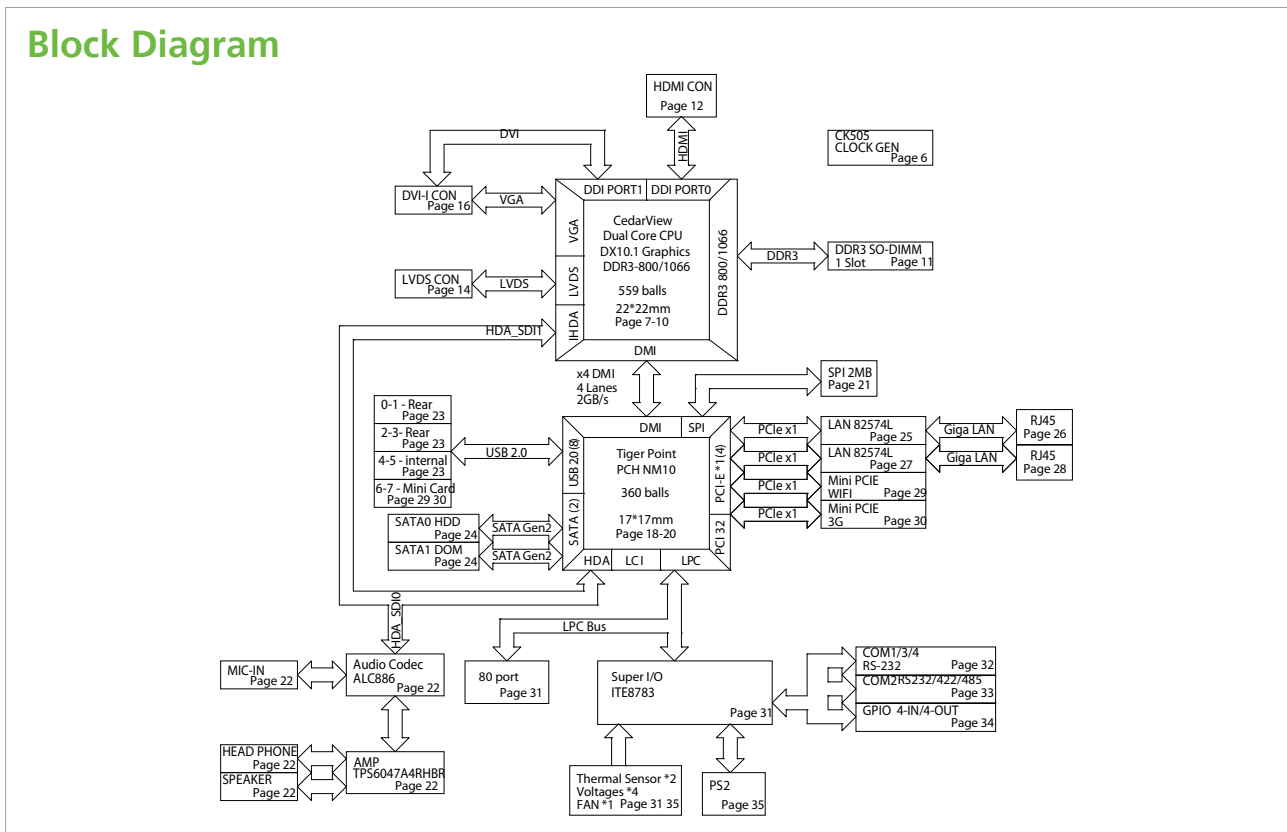 Block Diagram
HDMI CON
Page 12
DVI
HDMI
CK505
CLOCK GEN
Page 6
DDI PORT1
DDI PORT0
DVI-I CON
Page 16
VGA
VGA
CedarView
Dual Core CPU
DX10.1 Graphics
DDR3-800/1066
559 balls
22*22mm
Page 7-10
DDR3 800/1066
DDR3
DDR3 SO-DIMM
1 Slot
Page 11
LVDS CON
Page 14
LVDS
LVDS
IHDA
HDA_SDI1
DMI
x4 DMI
4 Lanes
2GB/s
SPI 2MB
Page 21
0-1 - Rear
Page 23
2-3- Rear
Page 23
4-5 - internal
Page 23
6-7 - Mini Card
Page 29 30
USB 2.0
USB 2.0(8)
DMI
SPI
Tiger Point
PCH NM10
360 balls
17*17mm
Page 18-20
PCI-E *1(4)
PCI 32
PCIe x1
LAN 82574L
Page 25
Giga LAN
RJ45
Page 26
PCIe x1
LAN 82574L
Page 27
Giga LAN
RJ45
Page 28
PCIe x1
Mini PCIE
WIFI
Page 29
PCIe x1
Mini PCIE
3G
Page 30
SATA0 HDD
Page 24
SATA Gen2
SATA1 DOM
Page 24
SATA Gen2
SATA (2)
HDA
LCI
LPC
HDA_SDI0
LPC Bus
MIC-IN
Page 22
Audio Codec
ALC886
Page 22
80 port
Page 31
Super I/O
ITE8783
Page 31
COM1/3/4
RS-232
Page 32
COM2RS232/422/485
Page 33
GPIO 4-IN/4-OUT
Page 34
HEAD PHONE
Page 22
SPEAKER
Page 22
AMP
TPS6047A4RHBR
Page 22
Thermal Sensor *2
Voltages *4
FAN *1 Page 31 35
PS2
Page 35